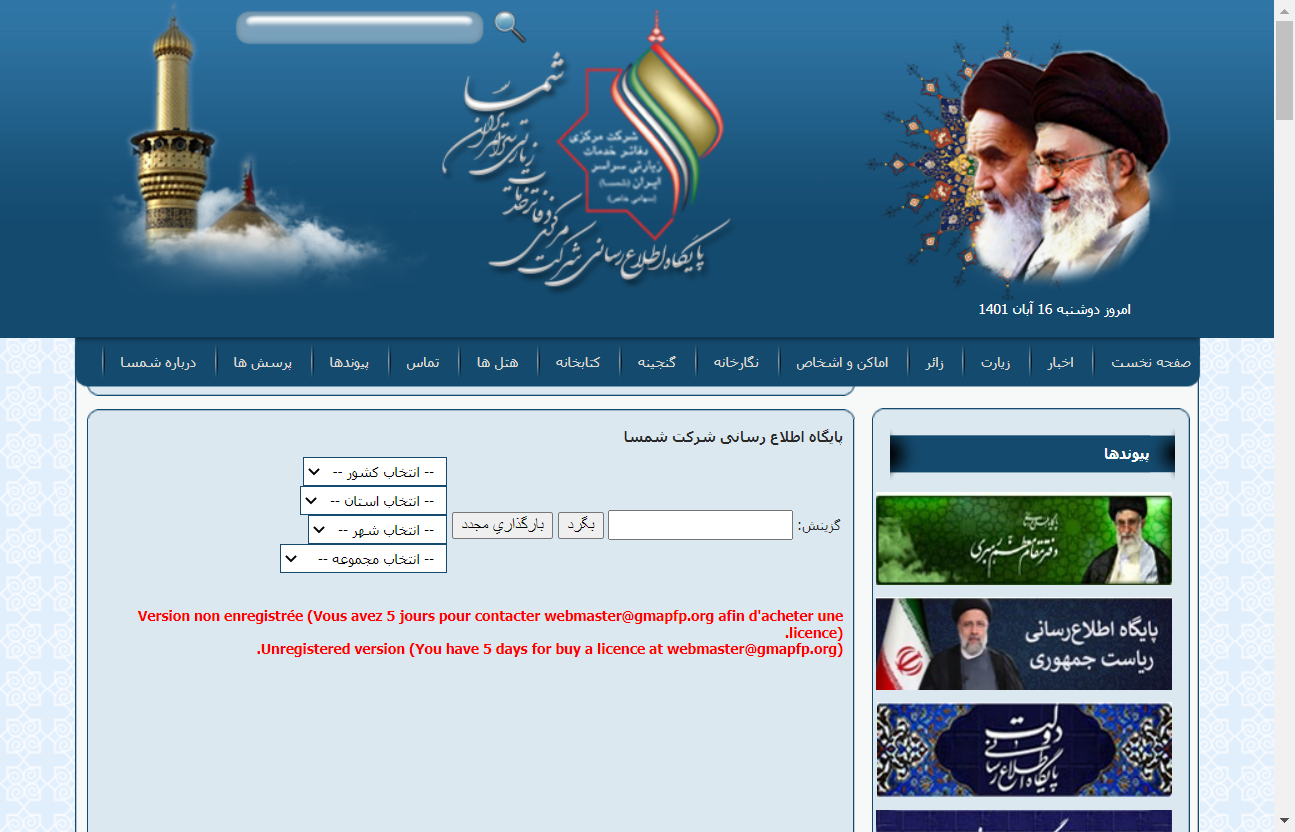 شمسا
پایگاه اطلاع رسانی شرکت مرکزی دفاتر خدمات زیارتی سراسر ایران
شرکت مرکزی
دفاتر خدمات
زیارتی سراسر
ایران (شمسا)
(سهامی خاص)
امروز دوشنبه 16 آبان 1401
صفحه نخست
اخبار
زیارت
زائر
اماکن و اشخاص
نگارخانه
گنجینه
کتابخانه
هتل ها
تماس
پیوندها
پرسش ها
درباره شمسا
پیوندها
دفتر مقام معظم رهبری
پایگاه اطلاع‌رسانی
ریاست جمهوری
پایگاه اطلاع رسانی دولت
پایگاه اطلاع رسانی شرکت شمسا
گزینش:
بگرد
بارگذاري مجدد
-- انتخاب کشور --
-- انتخاب استان --
-- انتخاب شهر --
-- انتخاب مجموعه --
Version non enregistrée (Vous avez 5 jours pour contacter webmaster@gmapfp.org afin d'acheter une
.licence)
.Unregistered version (You have 5 days for buy a licence at webmaster@gmapfp.org)